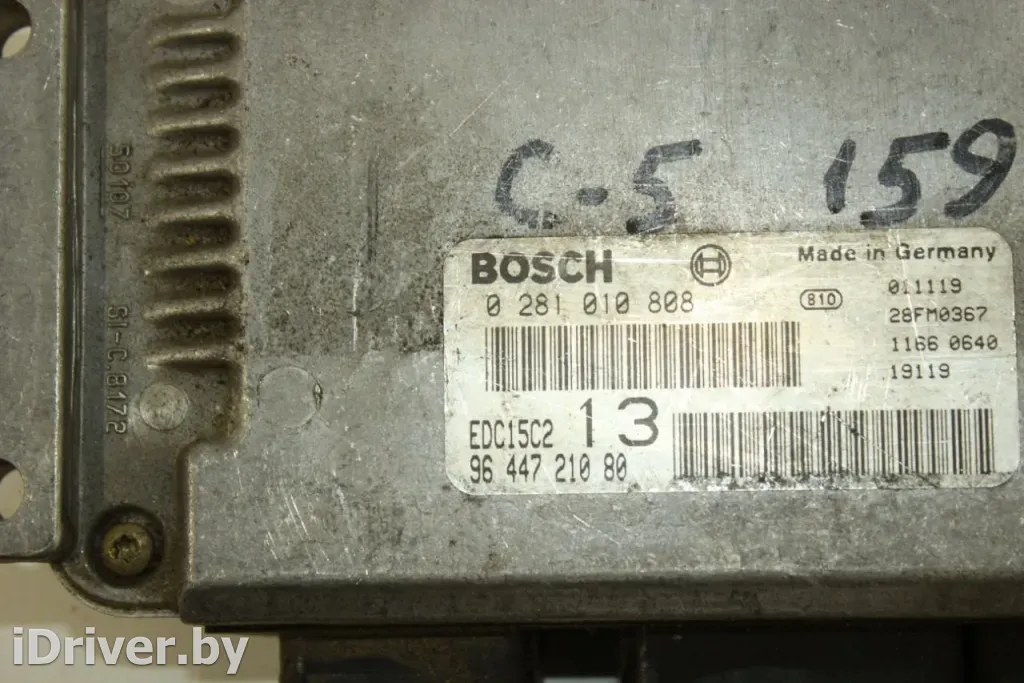 50107
SI-C.8172
C-5 159
BOSCH
Made in Germany
0 281 010 808
810
011119
28FM0367
1166 0640
19119
EDC15C2 13
96 447 210 80
iDriver.by